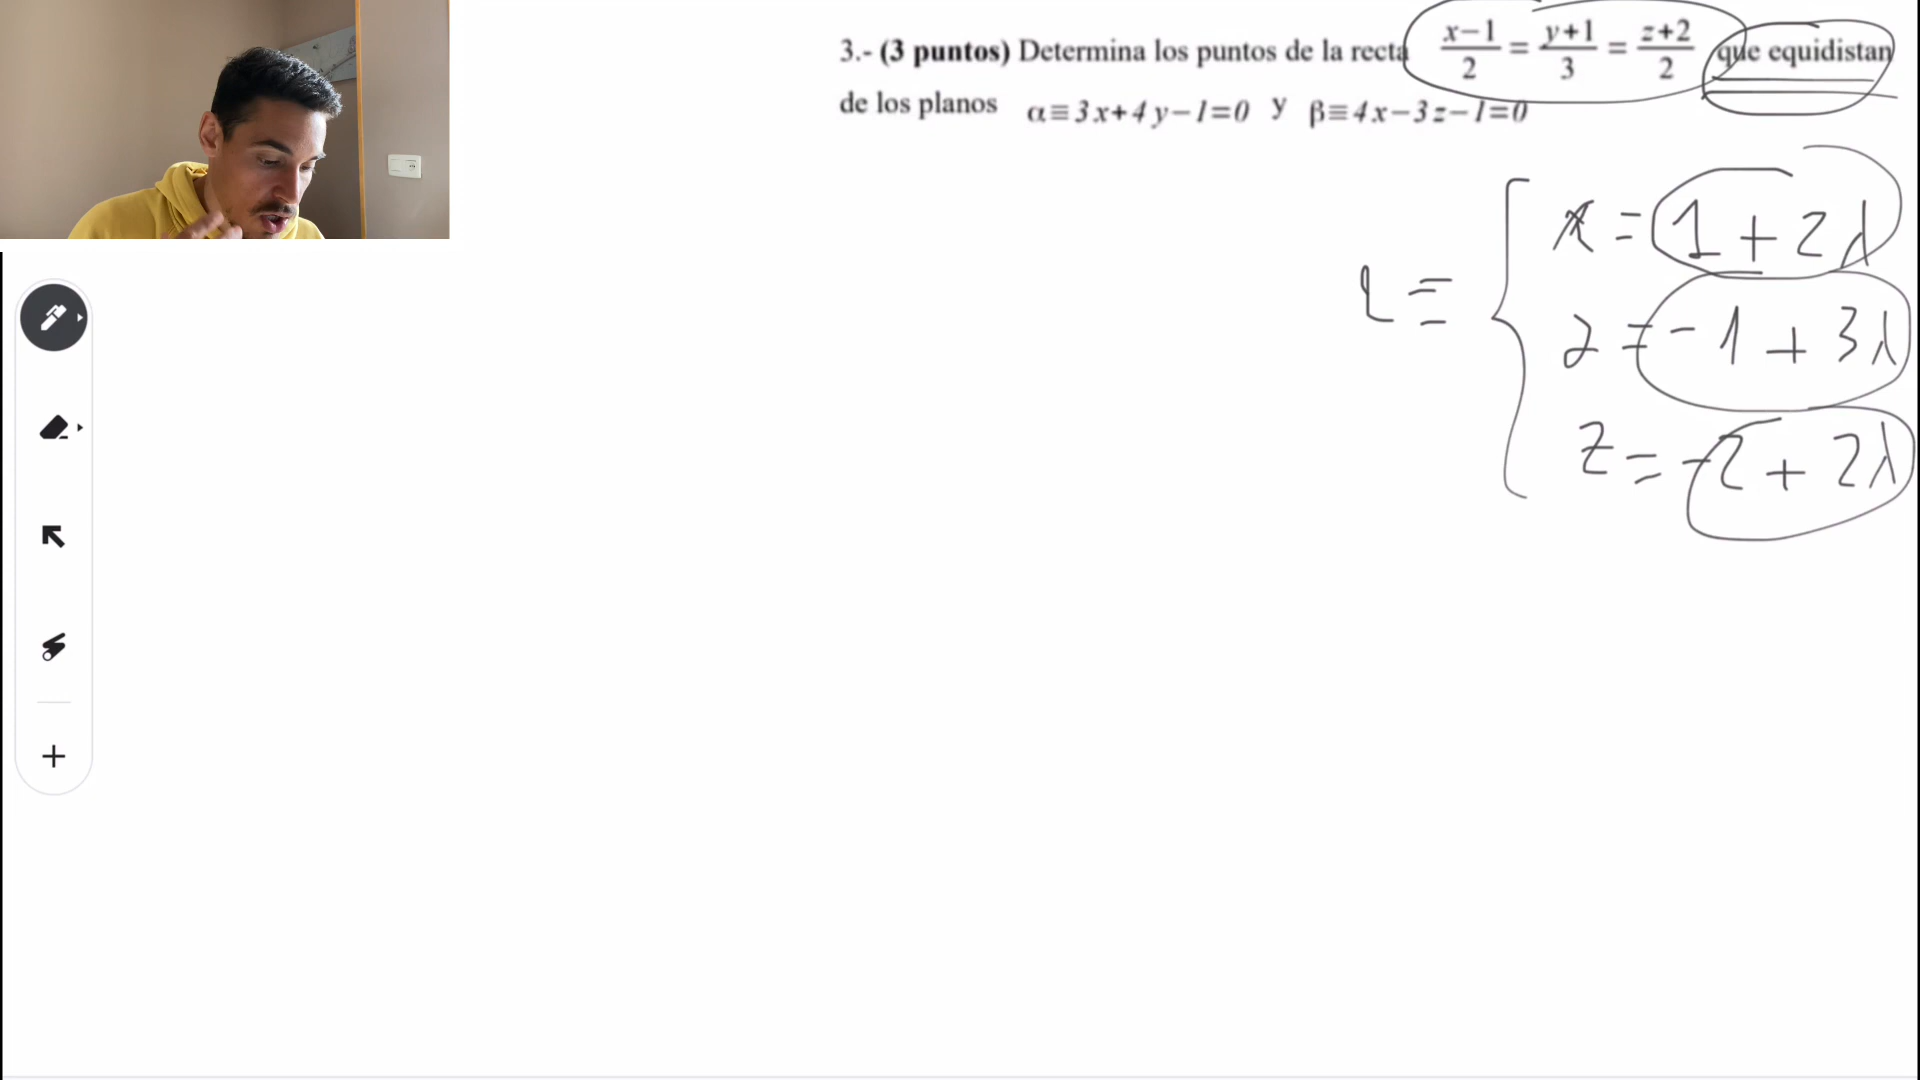 3.- (3 puntos) Determina los puntos de la recta x−1/2 = y+1/3 = z+2/2 que equidistan
de los planos α≡3x+4y−1=0 y β≡4x−3z−1=0
r ≡ { x = 1 + 2λ
y = -1 + 3λ
z = -2 + 2λ